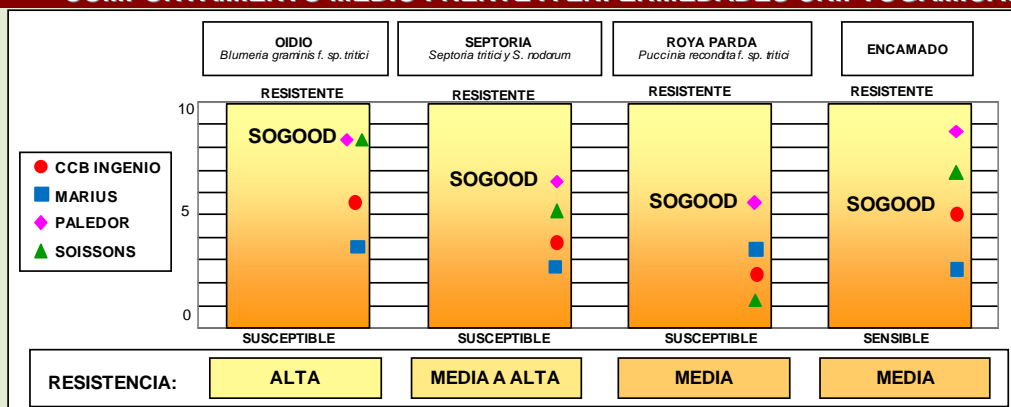 OIDIO
Blumeria graminis f. sp. tritici
SEPTORIA
Septoria tritici y S. nodorum
ROYA PARDA
Puccinia recondita f. sp. tritici
ENCAMADO
RESISTENTE
RESISTENTE
RESISTENTE
RESISTENTE
10
5
0
CCB INGENIO
MARIUS
PALEDOR
SOISSONS
SOGOOD
SOGOOD
SOGOOD
SOGOOD
SUSCEPTIBLE
SUSCEPTIBLE
SUSCEPTIBLE
SENSIBLE
RESISTENCIA:
ALTA
MEDIA A ALTA
MEDIA
MEDIA